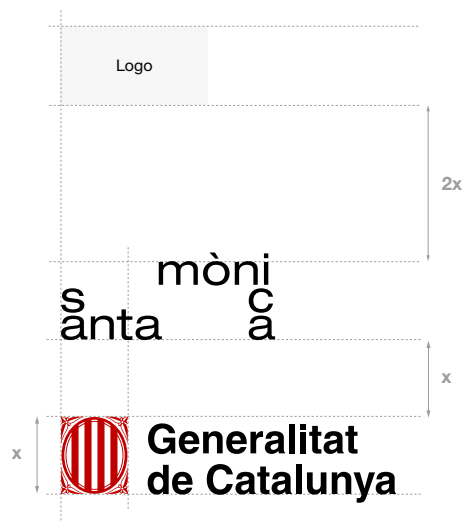 Logo
2x
mòni
s c
anta a
x
x
Generalitat
de Catalunya